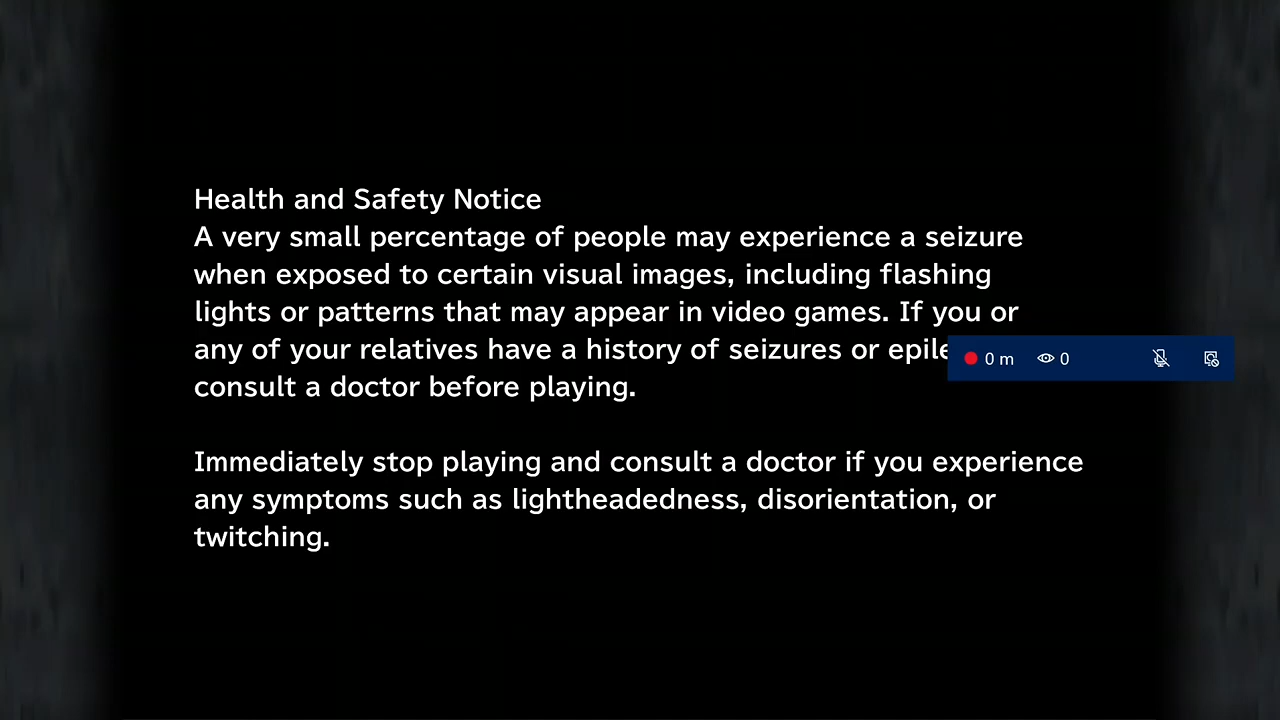 Health and Safety Notice
A very small percentage of people may experience a seizure
when exposed to certain visual images, including flashing
lights or patterns that may appear in video games. If you or
any of your relatives have a history of seizures or epile
0 m 0
consult a doctor before playing.
Immediately stop playing and consult a doctor if you experience
any symptoms such as lightheadedness, disorientation, or
twitching.